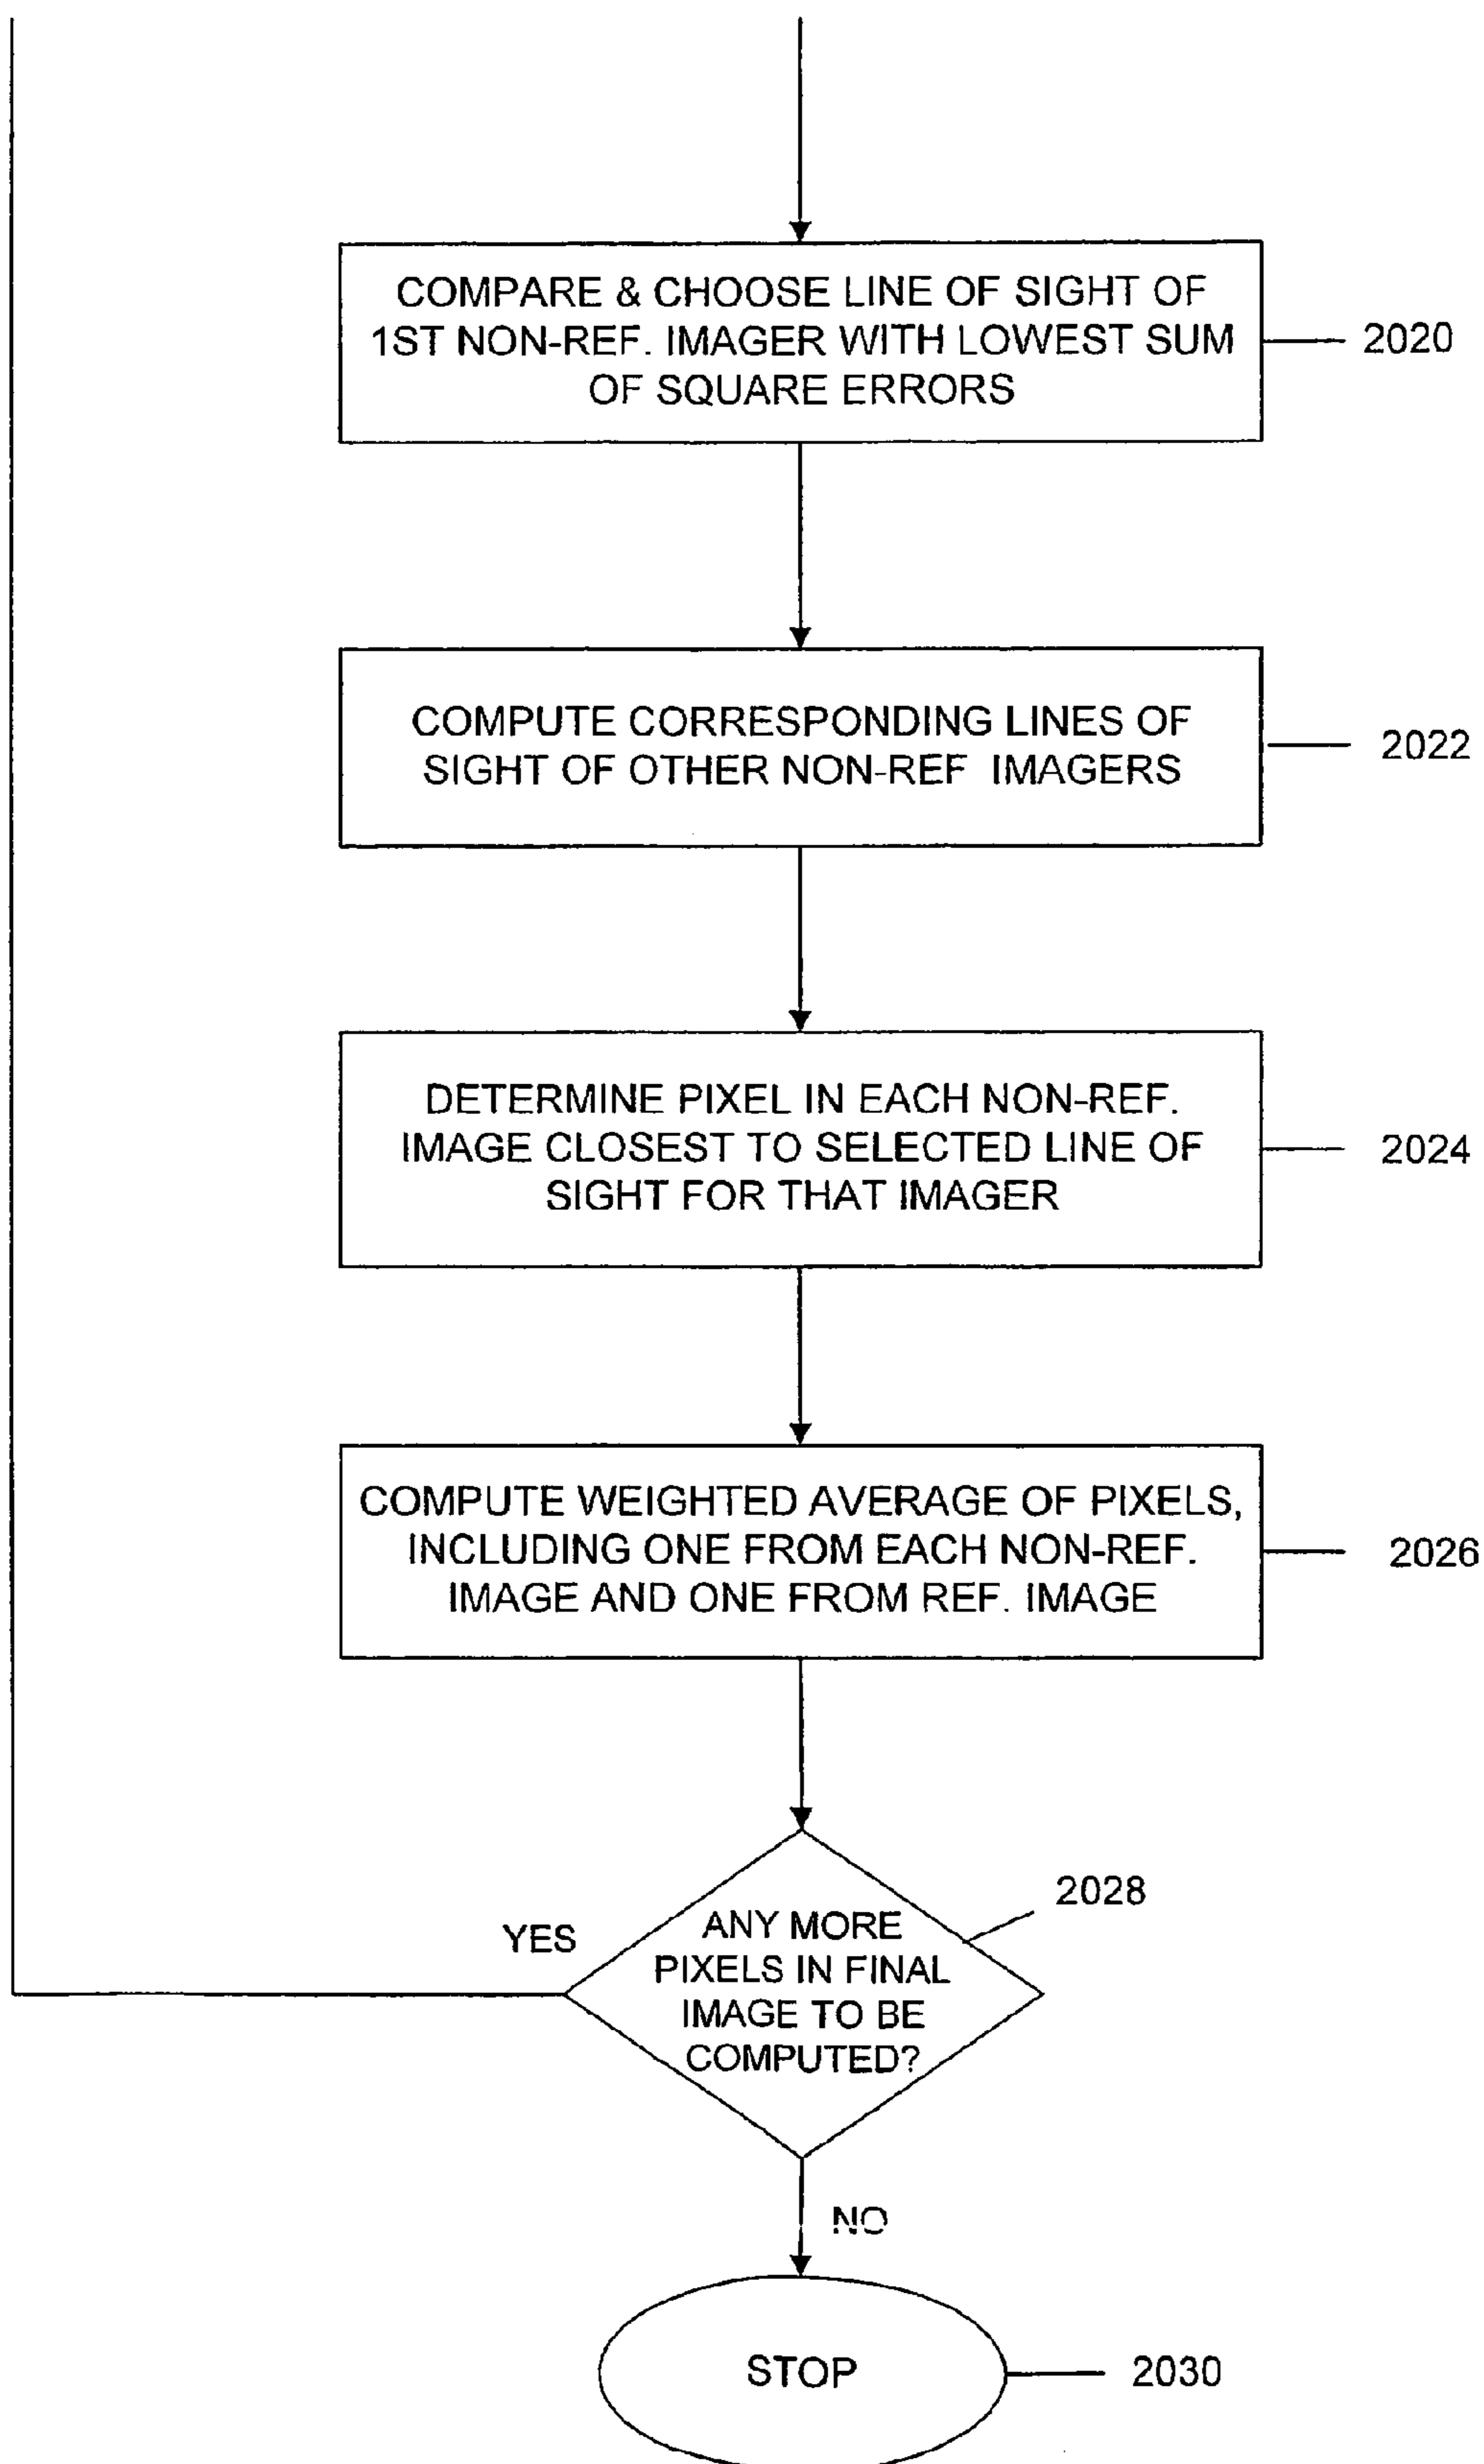 COMPARE & CHOOSE LINE OF SIGHT OF
1ST NON-REF. IMAGER WITH LOWEST SUM
OF SQUARE ERRORS
2020
COMPUTE CORRESPONDING LINES OF
SIGHT OF OTHER NON-REF IMAGERS
2022
DETERMINE PIXEL IN EACH NON-REF.
IMAGE CLOSEST TO SELECTED LINE OF
SIGHT FOR THAT IMAGER
2024
COMPUTE WEIGHTED AVERAGE OF PIXELS,
INCLUDING ONE FROM EACH NON-REF.
IMAGE AND ONE FROM REF. IMAGE
2026
2028
YES
ANY MORE
PIXELS IN FINAL
IMAGE TO BE
COMPUTED?
NO
STOP
2030